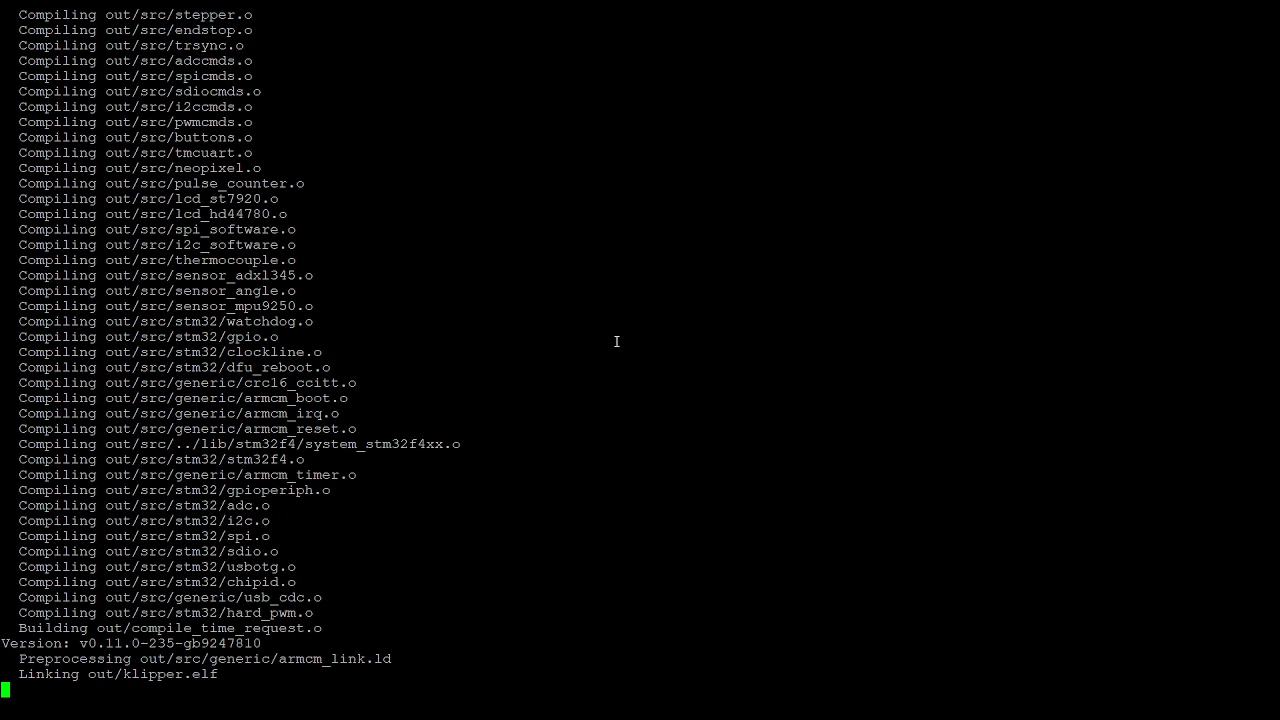 Compiling out/src/stepper.o
Compiling out/src/endstop.o
Compiling out/src/trsync.o
Compiling out/src/adccmds.o
Compiling out/src/spicmds.o
Compiling out/src/sdiocmds.o
Compiling out/src/i2ccmds.o
Compiling out/src/pwmcmds.o
Compiling out/src/buttons.o
Compiling out/src/tmcuart.o
Compiling out/src/neopixel.o
Compiling out/src/pulse_counter.o
Compiling out/src/lcd_st7920.o
Compiling out/src/lcd_hd44780.o
Compiling out/src/spi_software.o
Compiling out/src/i2c_software.o
Compiling out/src/thermocouple.o
Compiling out/src/sensor_adxl345.o
Compiling out/src/sensor_angle.o
Compiling out/src/sensor_mpu9250.o
Compiling out/src/stm32/watchdog.o
Compiling out/src/stm32/gpio.o
Compiling out/src/stm32/clockline.o
Compiling out/src/stm32/dfu_reboot.o
Compiling out/src/generic/crc16_ccitt.o
Compiling out/src/generic/armcm_boot.o
Compiling out/src/generic/armcm_irq.o
Compiling out/src/generic/armcm_reset.o
Compiling out/src/../lib/stm32f4/system_stm32f4xx.o
Compiling out/src/stm32/stm32f4.o
Compiling out/src/generic/armcm_timer.o
Compiling out/src/stm32/gpioperiph.o
Compiling out/src/stm32/adc.o
Compiling out/src/stm32/i2c.o
Compiling out/src/stm32/spi.o
Compiling out/src/stm32/sdio.o
Compiling out/src/stm32/usbotg.o
Compiling out/src/stm32/chipid.o
Compiling out/src/generic/usb_cdc.o
Compiling out/src/stm32/hard_pwm.o
Building out/compile_time_request.o
Version: v0.11.0-235-gb9247810
Preprocessing out/src/generic/armcm_link.ld
Linking out/klipper.elf